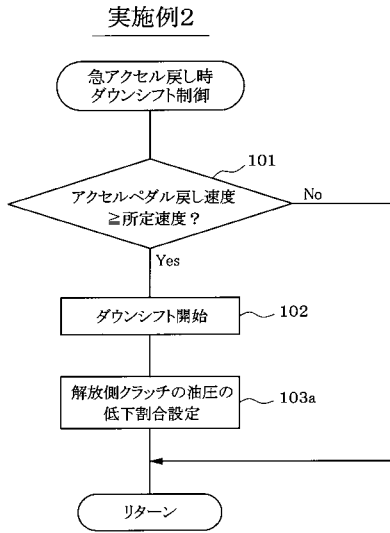 実施例2
急アクセル戻し時
ダウンシフト制御
101
アクセルペダル戻し速度
≧所定速度？
No
Yes
ダウンシフト開始
102
解放側クラッチの油圧の
低下割合設定
103a
リターン